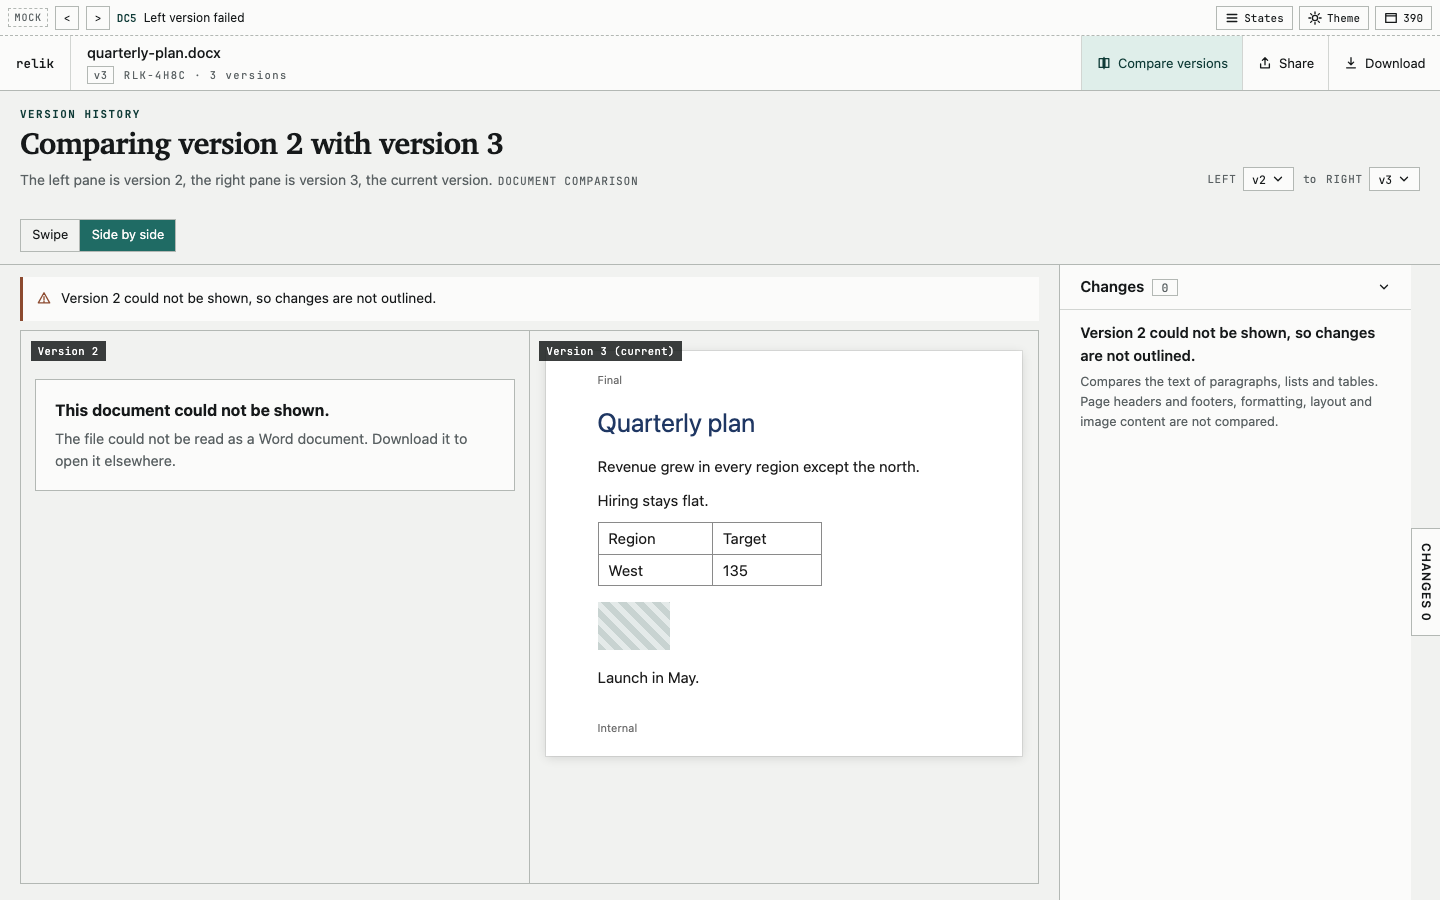 MOCK < > DC5 Left version failed States Theme 390
relik
quarterly-plan.docx
v3 RLK-4H8C · 3 versions
Compare versions Share Download
VERSION HISTORY
Comparing version 2 with version 3
The left pane is version 2, the right pane is version 3, the current version. DOCUMENT COMPARISON
LEFT v2 to RIGHT v3
Swipe Side by side
Version 2 could not be shown, so changes are not outlined.
Version 2
This document could not be shown.
The file could not be read as a Word document. Download it to
open it elsewhere.
Version 3 (current)
Final
Quarterly plan
Revenue grew in every region except the north.
Hiring stays flat.
Region Target
West 135
Launch in May.
Internal
Changes 0
Version 2 could not be shown, so changes
are not outlined.
Compares the text of paragraphs, lists and tables.
Page headers and footers, formatting, layout and
image content are not compared.
CHANGES 0